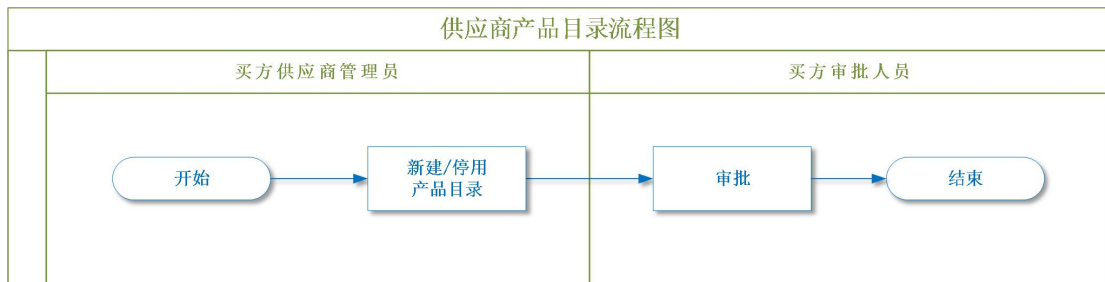 供应商产品目录流程图
买方供应商管理员
买方审批人员
开始
新建/停用
产品目录
审批
结束